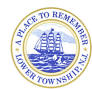 A PLACE TO REMEMBER
LOWER TOWNSHIP, N.J.